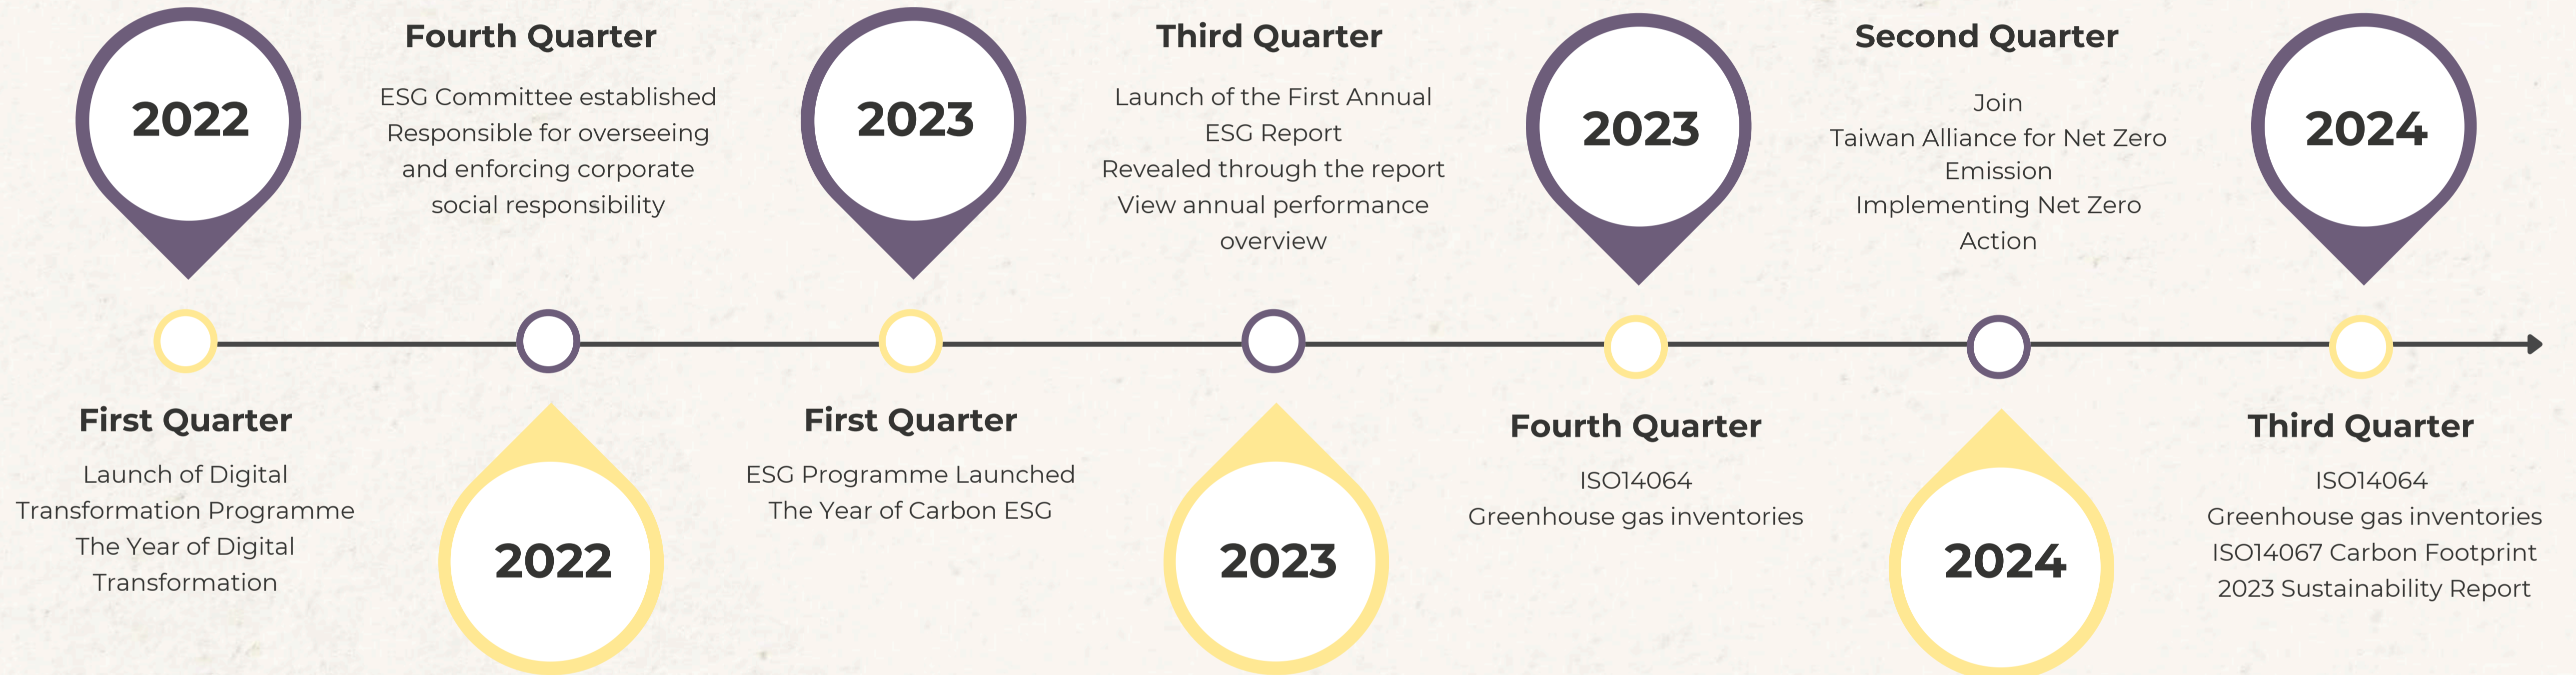 2022
First Quarter
Launch of Digital
Transformation Programme
The Year of Digital
Transformation
Fourth Quarter
ESG Committee established
Responsible for overseeing
and enforcing corporate
social responsibility
2022
2023
First Quarter
ESG Programme Launched
The Year of Carbon ESG
Third Quarter
Launch of the First Annual
ESG Report
Revealed through the report
View annual performance
overview
2023
2023
Fourth Quarter
ISO14064
Greenhouse gas inventories
Second Quarter
Join
Taiwan Alliance for Net Zero
Emission
Implementing Net Zero
Action
2024
2024
Third Quarter
ISO14064
Greenhouse gas inventories
ISO14067 Carbon Footprint
2023 Sustainability Report